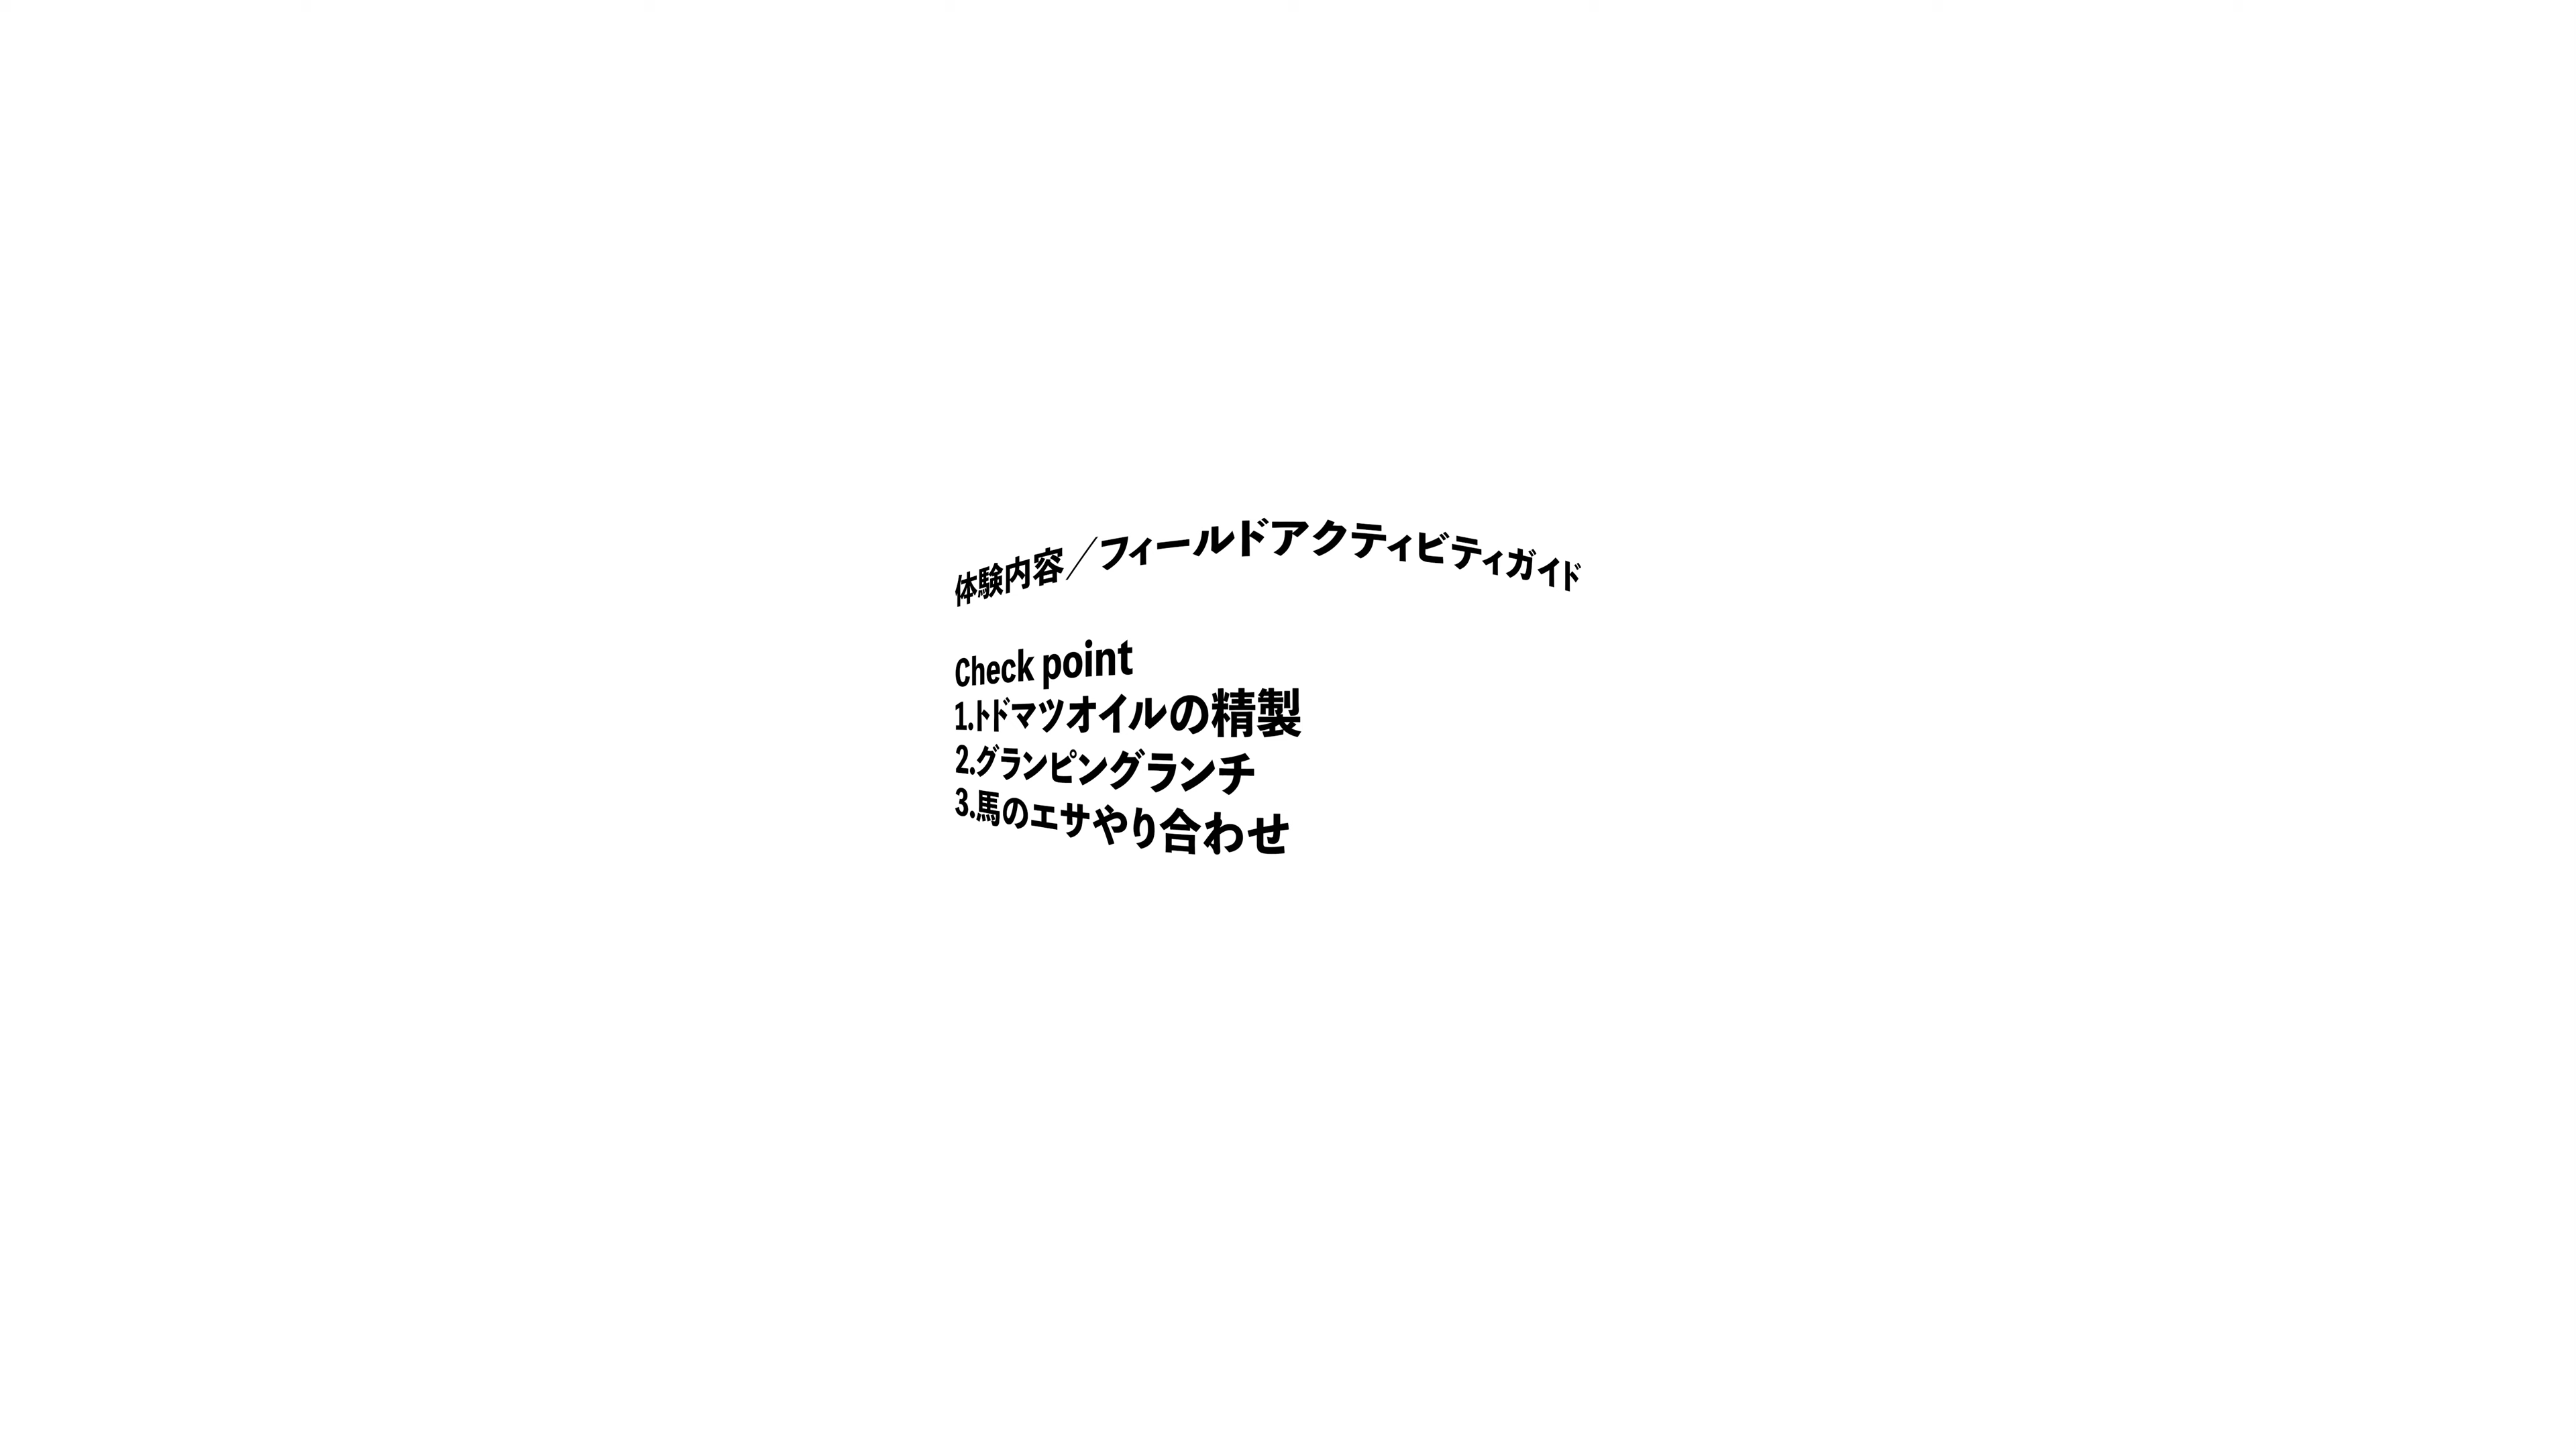 体験内容／フィールドアクティビティガイド
Check point
1.トドマツオイルの精製
2.グランピングランチ
3.馬のエサやり合わせ